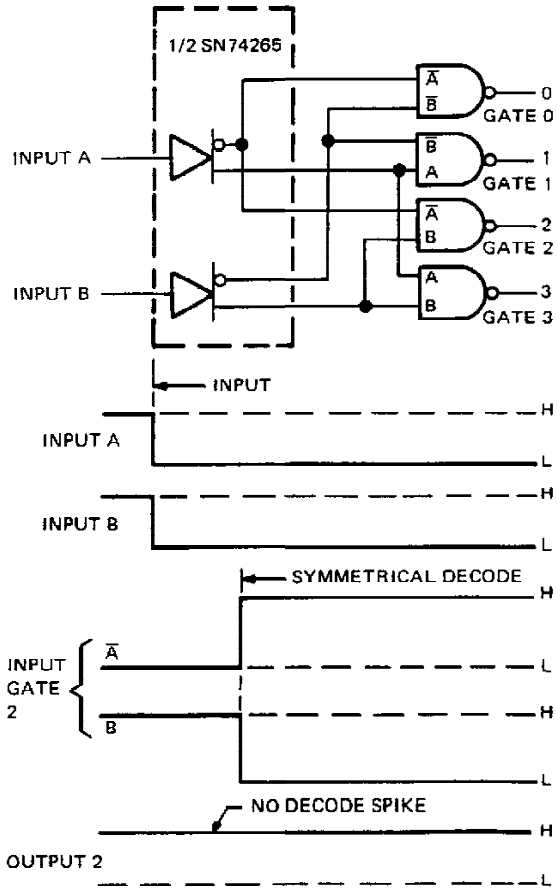 1/2 SN74265
INPUT A
INPUT B
A̅
B̅
0
GATE 0
B̅
A
1
GATE 1
A̅
B
2
GATE 2
A
B
3
GATE 3
INPUT
INPUT A
H
L
INPUT B
H
L
SYMMETRICAL DECODE
INPUT
GATE
2
A̅
H
L
B
H
L
NO DECODE SPIKE
OUTPUT 2
H
L